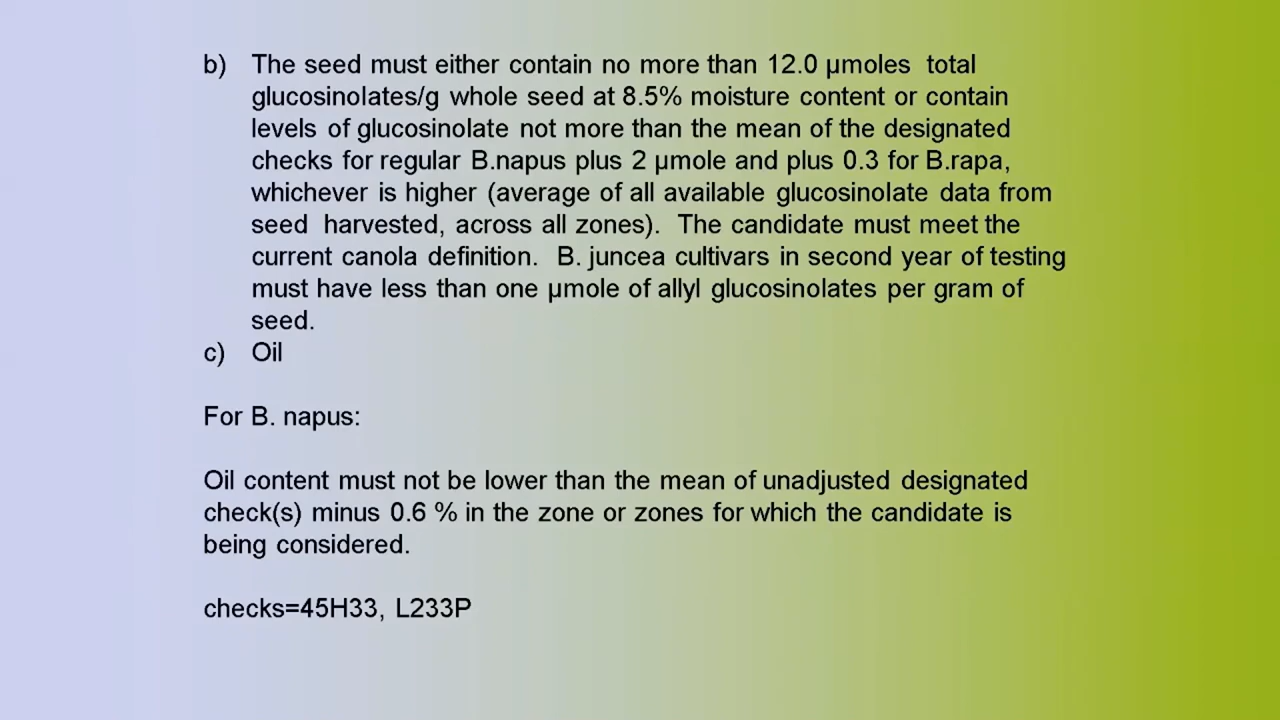 b) The seed must either contain no more than 12.0 µmoles total
glucosinolates/g whole seed at 8.5% moisture content or contain
levels of glucosinolate not more than the mean of the designated
checks for regular B.napus plus 2 µmole and plus 0.3 for B.rapa,
whichever is higher (average of all available glucosinolate data from
seed harvested, across all zones). The candidate must meet the
current canola definition. B. juncea cultivars in second year of testing
must have less than one µmole of allyl glucosinolates per gram of
seed.
c) Oil
For B. napus:
Oil content must not be lower than the mean of unadjusted designated
check(s) minus 0.6 % in the zone or zones for which the candidate is
being considered.
checks=45H33, L233P